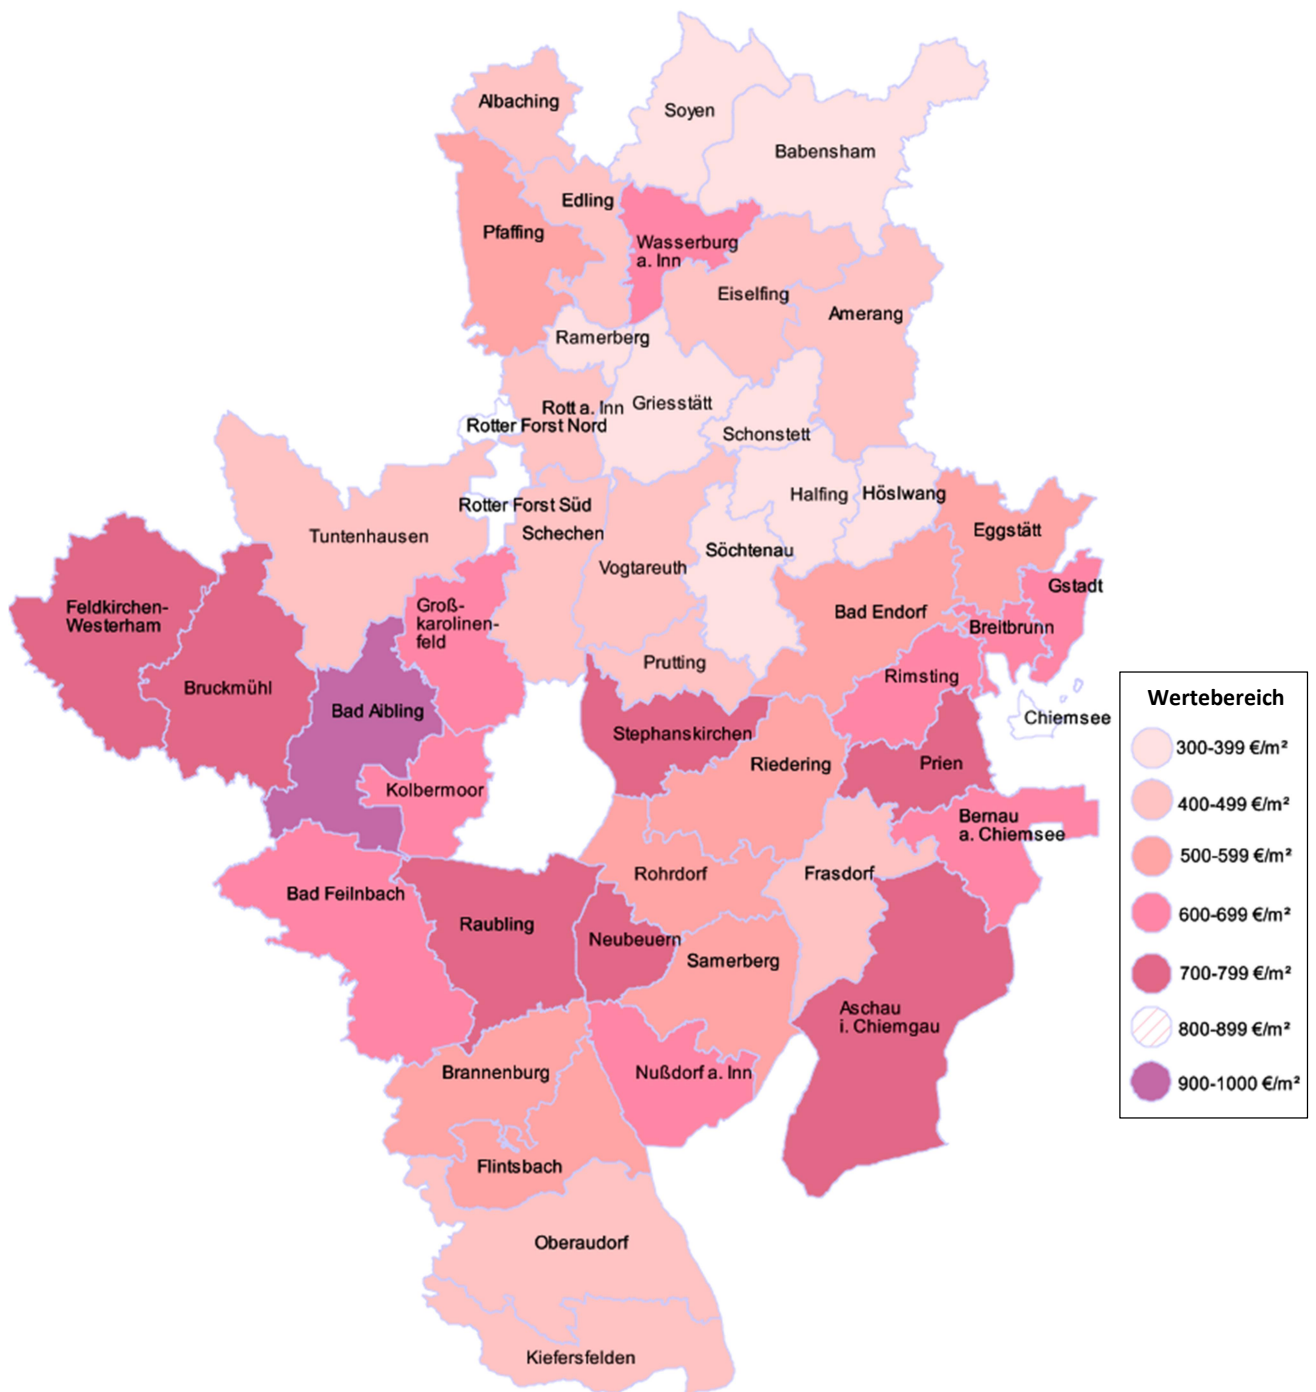 Soyen
Albaching
Babensham
Edling
Pfaffing
Wasserburg
a. Inn
Eiselfing
Amerang
Ramerberg
Griesstätt
Rott a. Inn
Rotter Forst Nord
Schonstett
Halfing
Höslwang
Rotter Forst Süd
Schechen
Eggstätt
Tuntenhausen
Söchtenau
Vogtareuth
Gstadt
Feldkirchen-
Westerham
Groß-
karolinen-
feld
Bad Endorf
Breitbrunn
Prutting
Rimsting
Bruckmühl
Bad Aibling
Chiemsee
Stephanskirchen
Riedering
Prien
Kolbermoor
Bernau
a. Chiemsee
Rohrdorf
Frasdorf
Bad Feilnbach
Raubling
Neubeuern
Samerberg
Aschau
i. Chiemgau
Brannenburg
Nußdorf a. Inn
Flintsbach
Oberaudorf
Kiefersfelden
Wertebereich
300-399 €/m²
400-499 €/m²
500-599 €/m²
600-699 €/m²
700-799 €/m²
800-899 €/m²
900-1000 €/m²